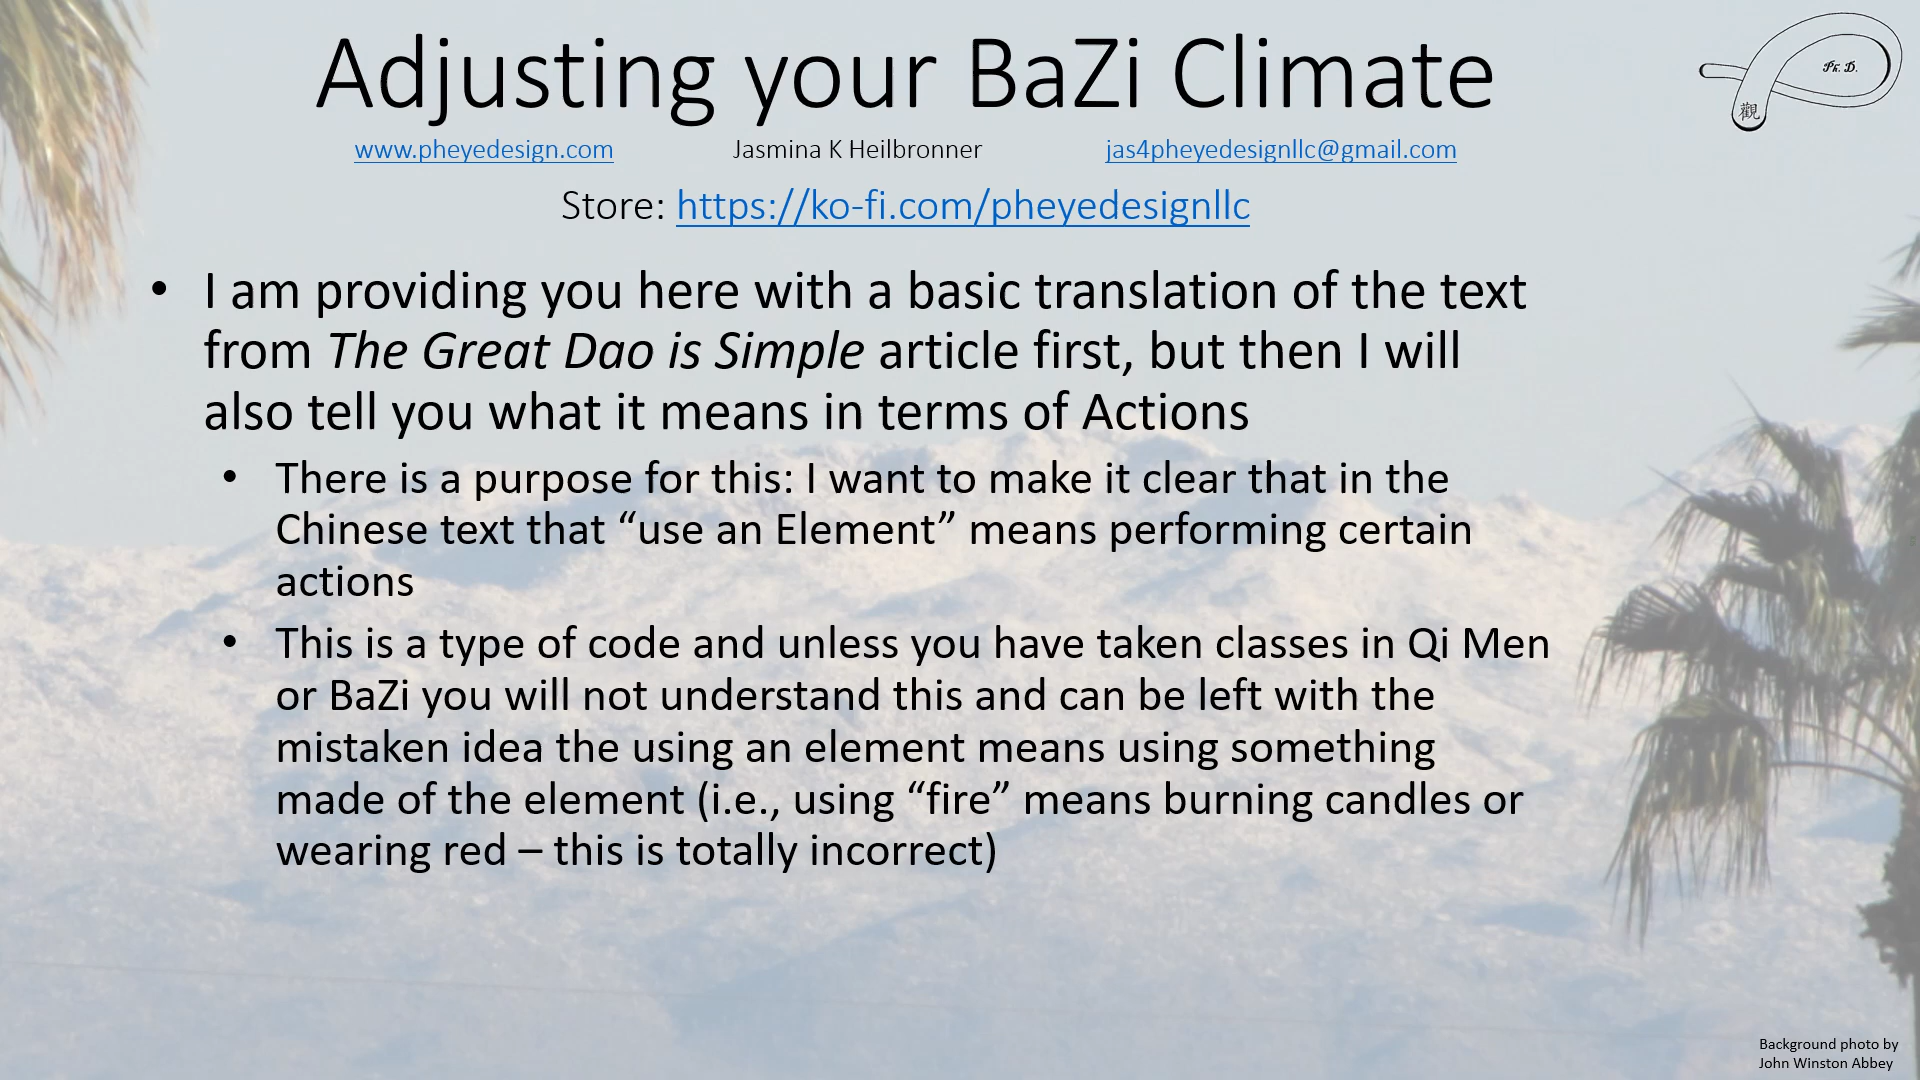 Adjusting your BaZi Climate
www.pheyedesign.com Jasmina K Heilbronner jas4pheyedesignllc@gmail.com
Store: https://ko-fi.com/pheyedesignllc
• I am providing you here with a basic translation of the text
from The Great Dao is Simple article first, but then I will
also tell you what it means in terms of Actions
• There is a purpose for this: I want to make it clear that in the
Chinese text that “use an Element” means performing certain
actions
• This is a type of code and unless you have taken classes in Qi Men
or BaZi you will not understand this and can be left with the
mistaken idea the using an element means using something
made of the element (i.e., using “fire” means burning candles or
wearing red – this is totally incorrect)
Ph. D.
觀
Background photo by
John Winston Abbey